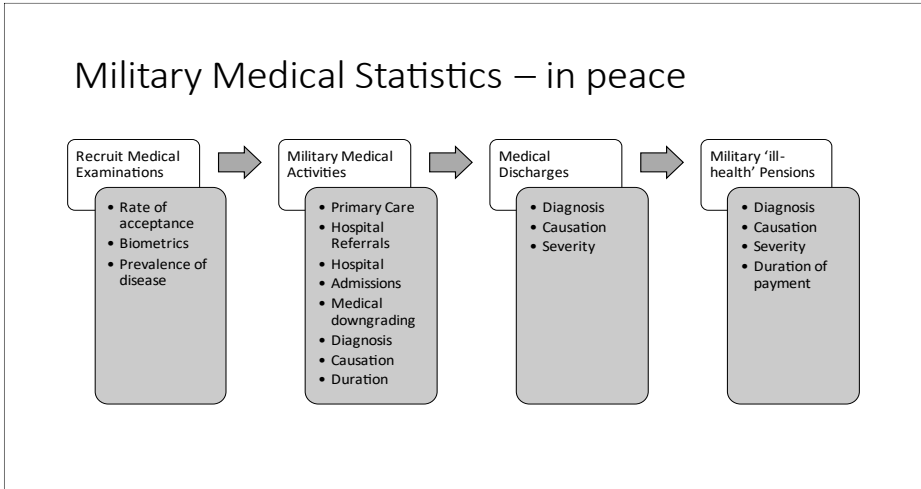 Military Medical Statistics – in peace
Recruit Medical
Examinations
• Rate of
acceptance
• Biometrics
• Prevalence of
disease
Military Medical
Activities
• Primary Care
• Hospital
Referrals
• Hospital
• Admissions
• Medical
downgrading
• Diagnosis
• Causation
• Duration
Medical
Discharges
• Diagnosis
• Causation
• Severity
Military ‘ill-
health’ Pensions
• Diagnosis
• Causation
• Severity
• Duration of
payment